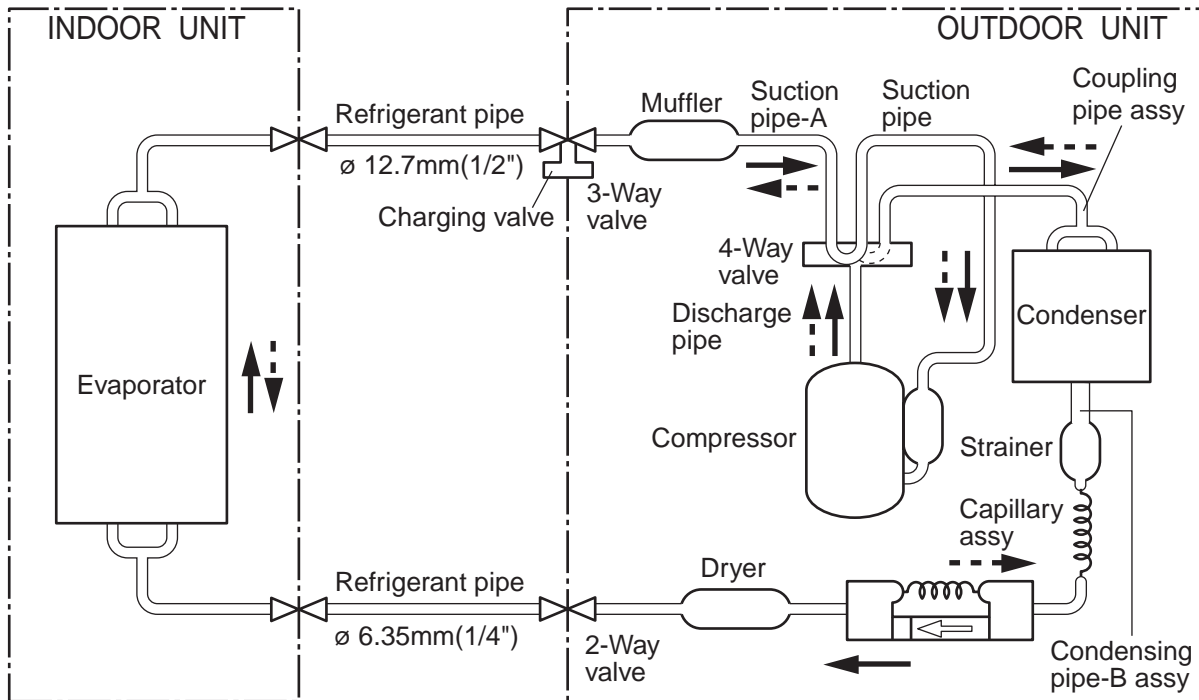 INDOOR UNIT
OUTDOOR UNIT
Refrigerant pipe
ø 12.7mm(1/2")
Charging valve
3-Way
valve
Muffler
Suction
pipe-A
Suction
pipe
Coupling
pipe assy
4-Way
valve
Discharge
pipe
Condenser
Evaporator
Compressor
Strainer
Capillary
assy
Refrigerant pipe
ø 6.35mm(1/4")
2-Way
valve
Dryer
Condensing
pipe-B assy